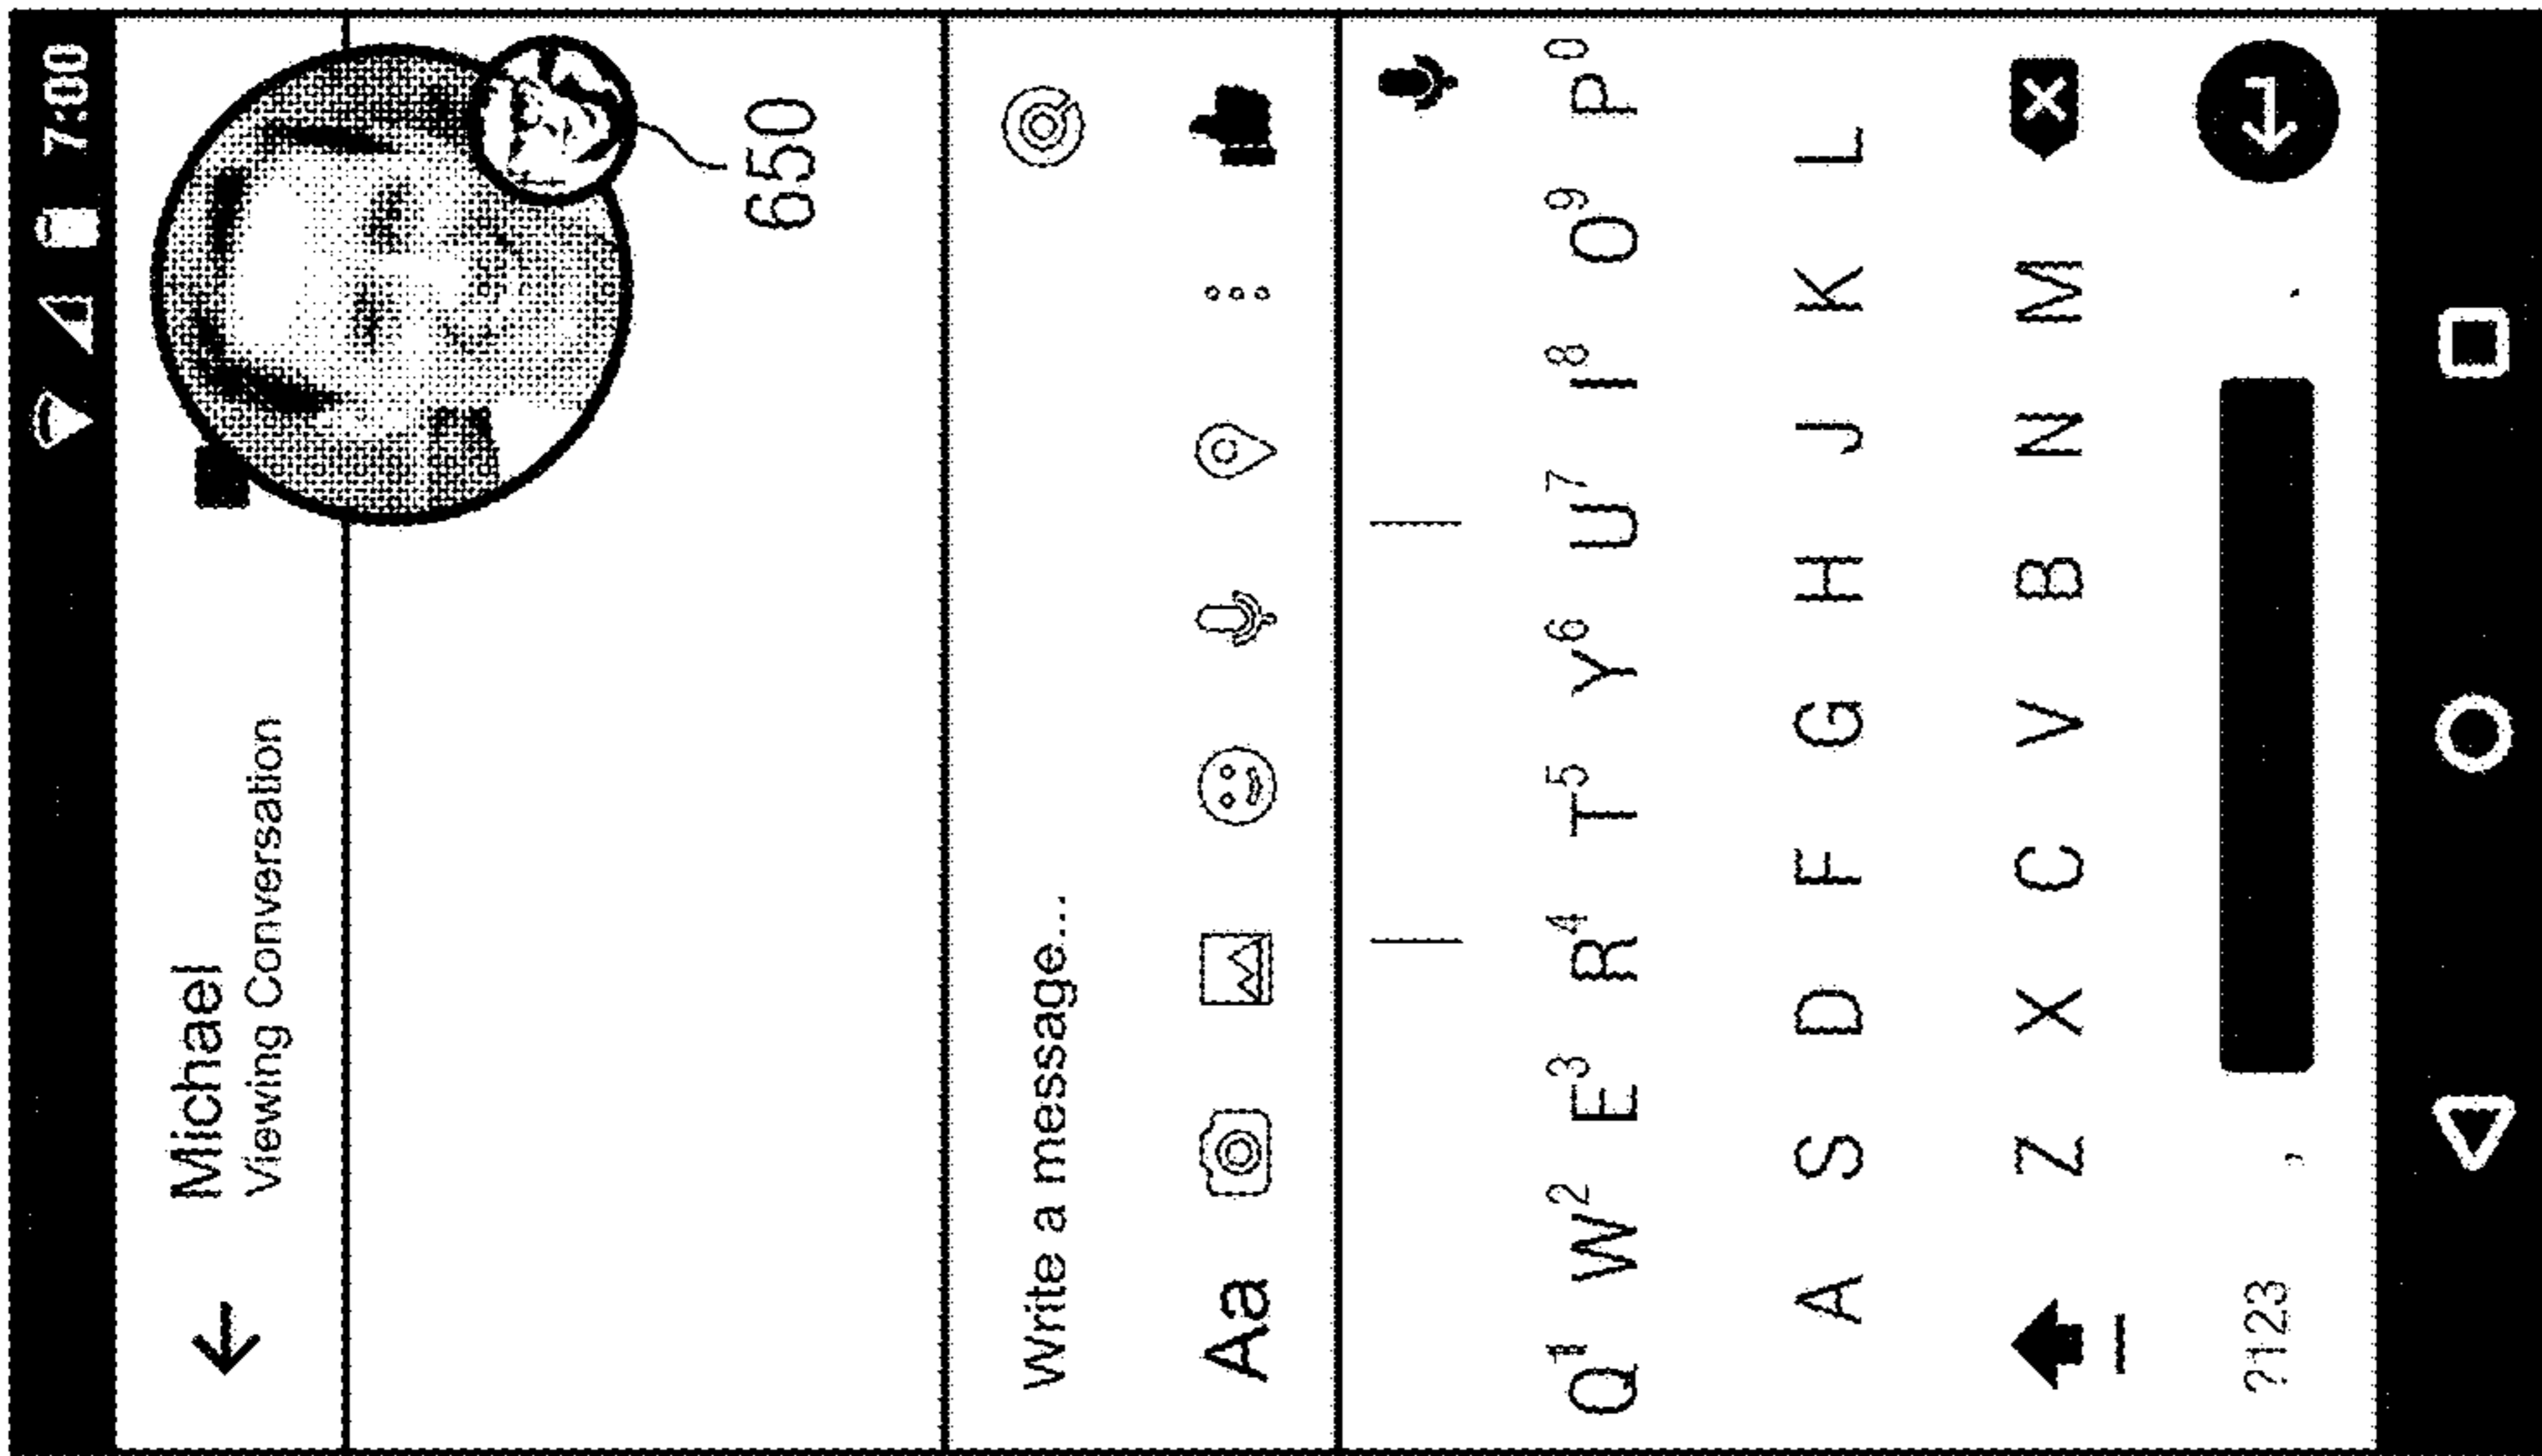 7:00
Michael
Viewing Conversation
650
Write a message...
Aa
Q1 W2 E3 R4 T5 Y6 U7 I8 O9 P0
A S D F G H J K L
Z X C V B N M
?123 , .